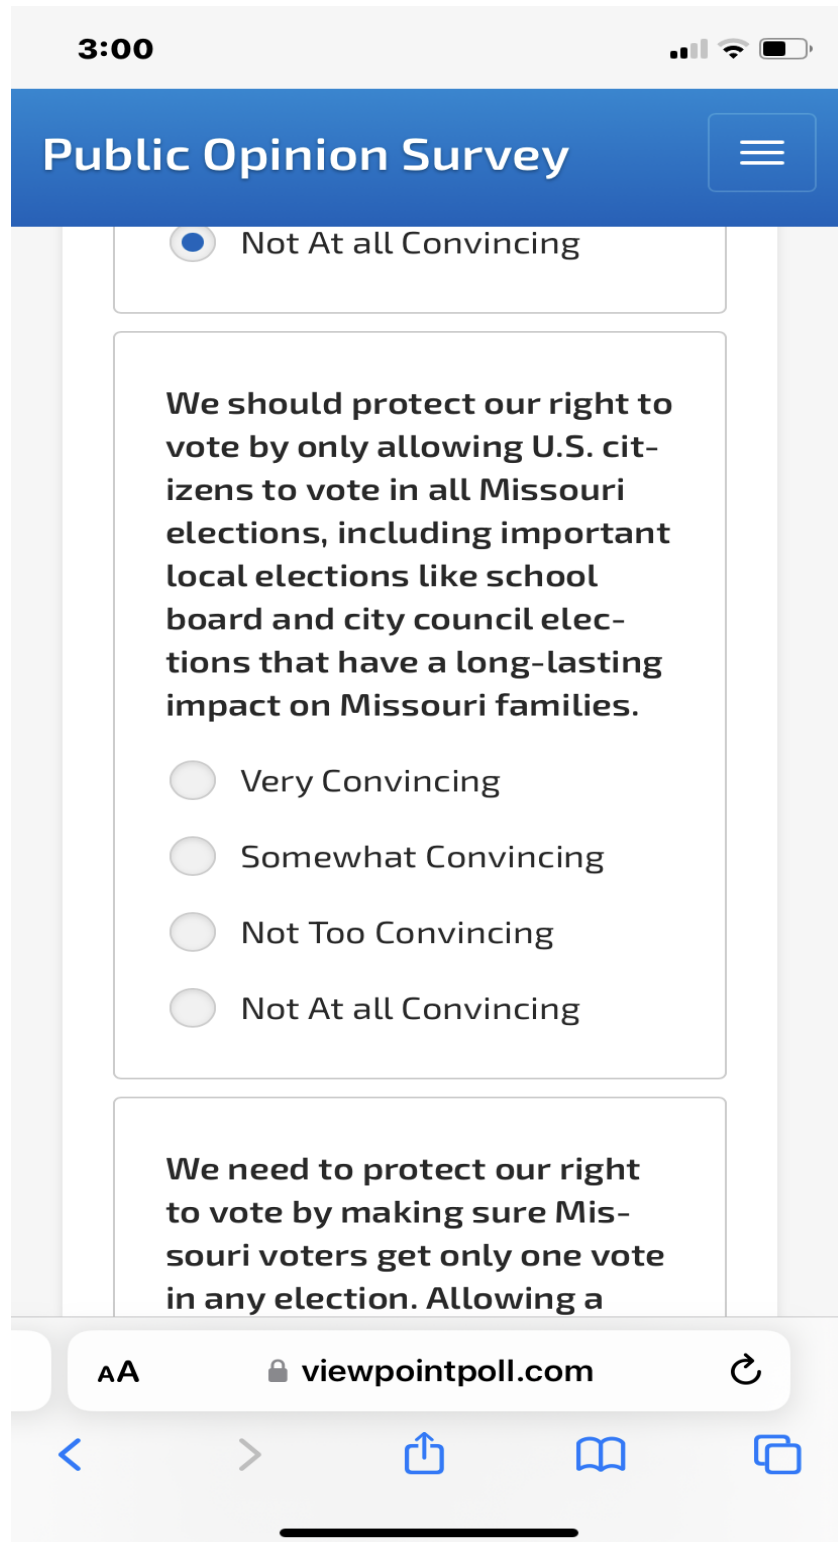 3:00
Public Opinion Survey
Not At all Convincing
We should protect our right to
vote by only allowing U.S. cit-
izens to vote in all Missouri
elections, including important
local elections like school
board and city council elec-
tions that have a long-lasting
impact on Missouri families.
Very Convincing
Somewhat Convincing
Not Too Convincing
Not At all Convincing
We need to protect our right
to vote by making sure Mis-
souri voters get only one vote
in any election. Allowing a
AA viewpointpoll.com